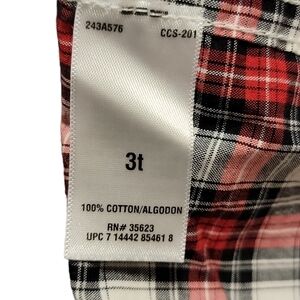 243A576 CCS-201
3t
100% COTTON/ALGODON
RN# 35623
UPC 7 14442 85461 8